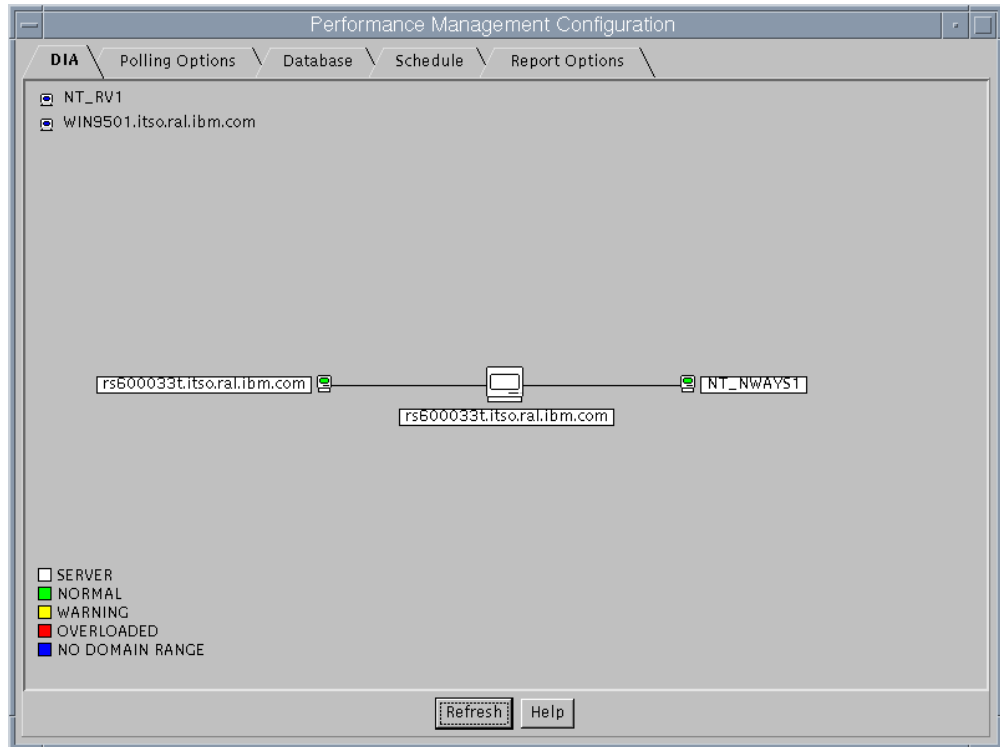 Performance Management Configuration
DIA Polling Options Database Schedule Report Options
NT_RV1
WIN9501.itso.ral.ibm.com
rs600033t.itso.ral.ibm.com NT_NWAYS1
rs600033t.itso.ral.ibm.com
SERVER
NORMAL
WARNING
OVERLOADED
NO DOMAIN RANGE
Refresh Help